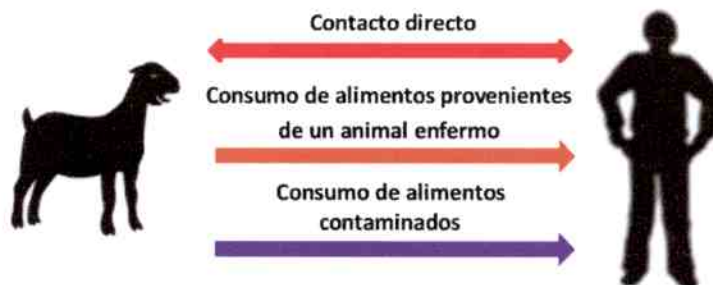 Contacto directo
Consumo de alimentos provenientes
de un animal enfermo
Consumo de alimentos
contaminados